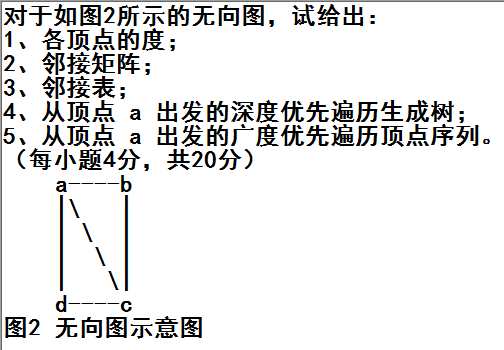 对于如图2所示的无向图，试给出：
1、各顶点的度；
2、邻接矩阵；
3、邻接表；
4、从顶点 a 出发的深度优先遍历生成树；
5、从顶点 a 出发的广度优先遍历顶点序列。
（每小题4分，共20分）
a----b
|\   |
| \  |
|  \ |
|   \|
d----c
图2 无向图示意图